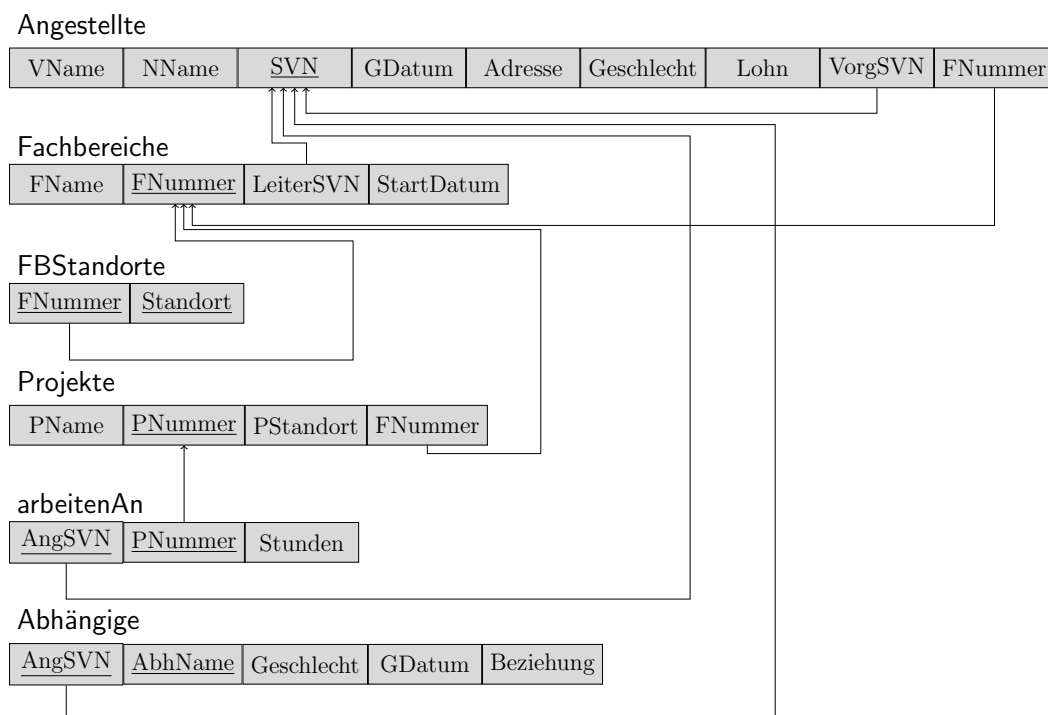 Angestellte
VName NName SVN GDatum Adresse Geschlecht Lohn VorgSVN FNummer
Fachbereiche
FName FNummer LeiterSVN StartDatum
FBStandorte
FNummer Standort
Projekte
PName PNummer PStandort FNummer
arbeitenAn
AngSVN PNummer Stunden
Abhängige
AngSVN AbhName Geschlecht GDatum Beziehung